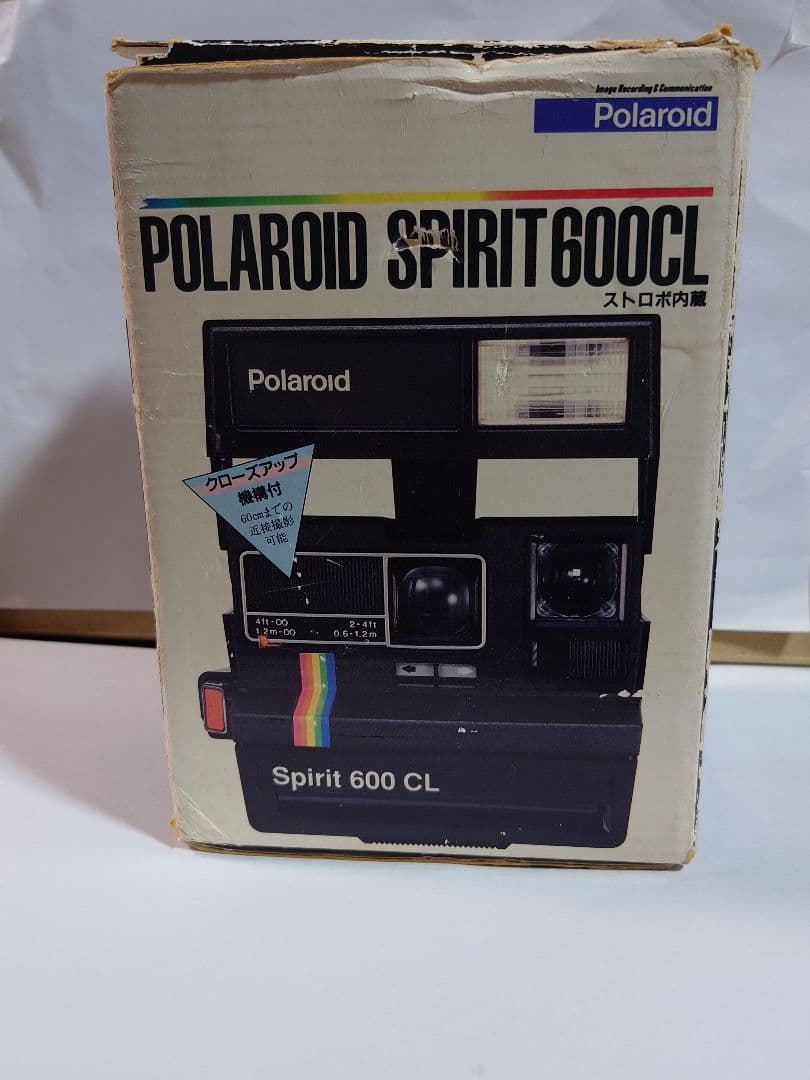 Image Recording & Communication
Polaroid
POLAROID SPIRIT 600CL
ストロボ内蔵
Polaroid
クローズアップ
機構付
60cmまでの
近接撮影
可能
4ft-∞ 2-4ft
1.2m-∞ 0.6-1.2m
Spirit 600 CL